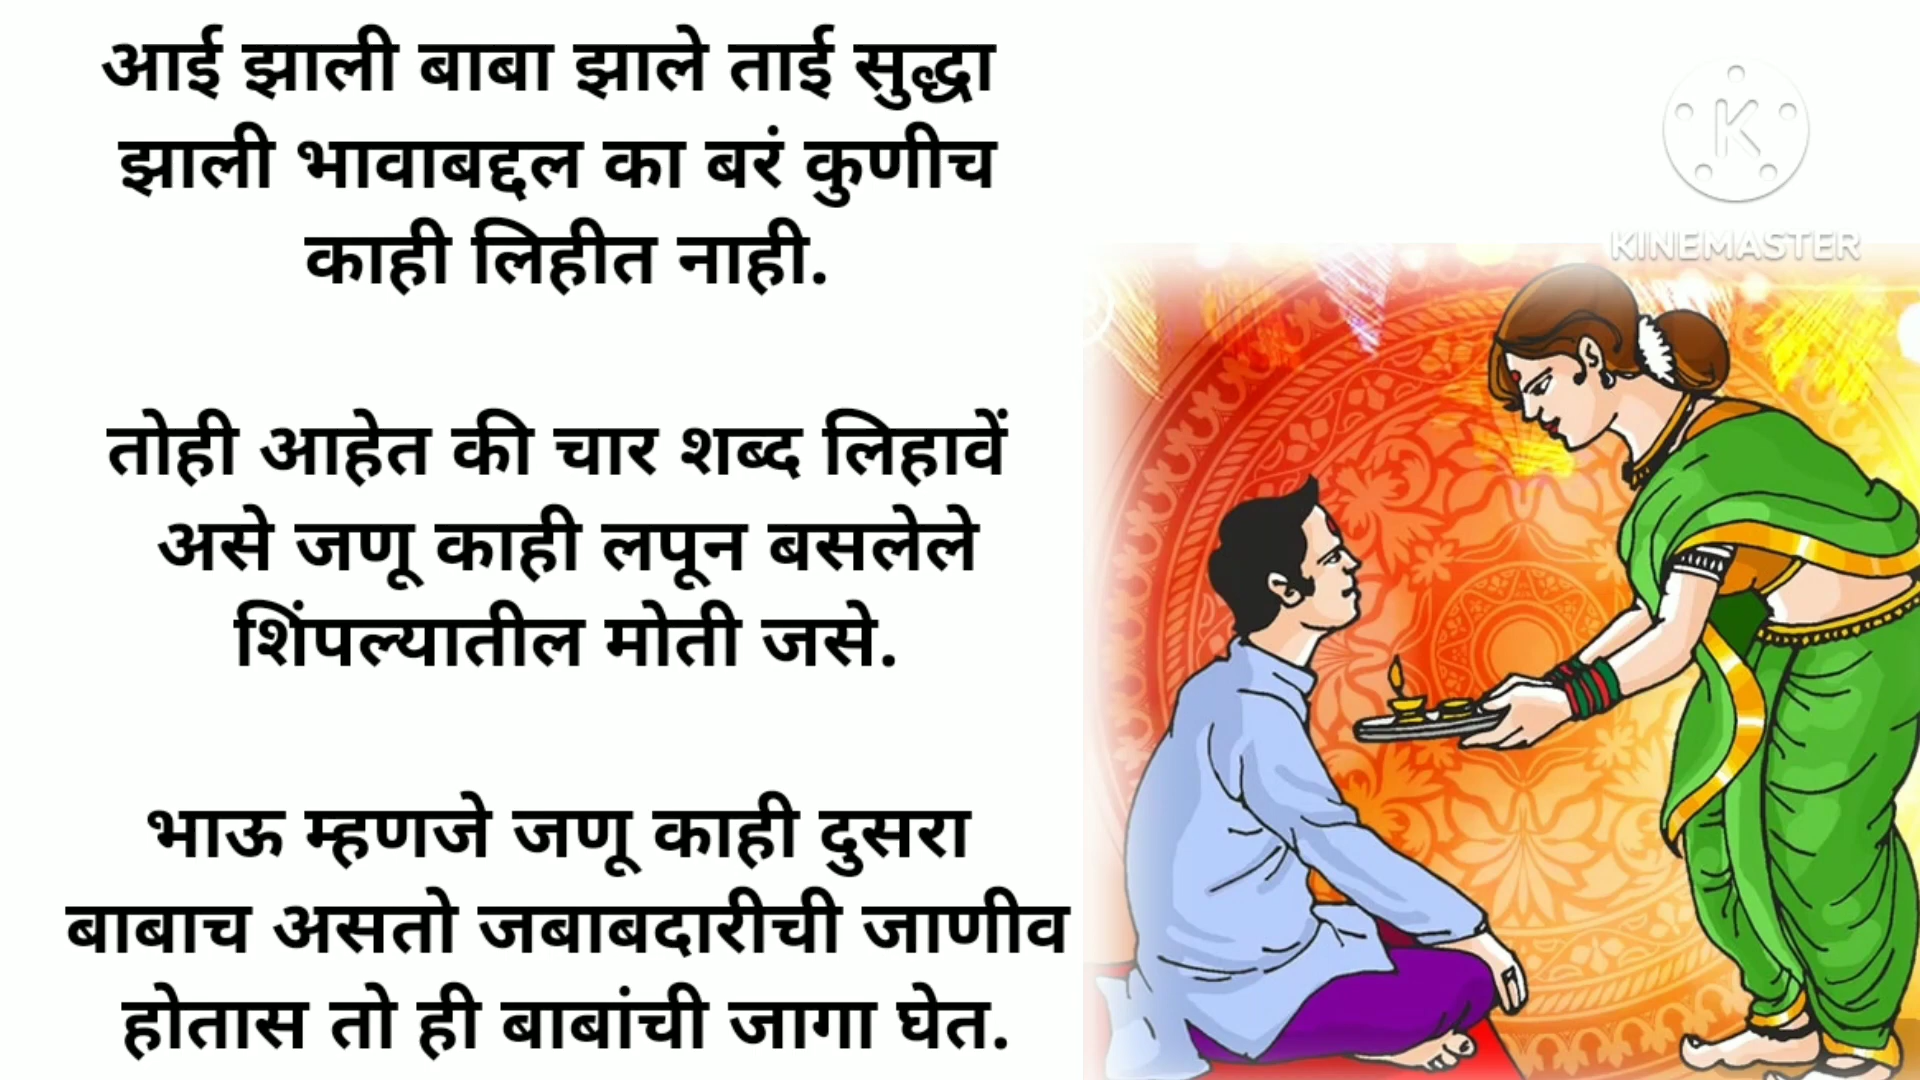 आई झाली बाबा झाले ताई सुद्धा
झाली भावाबद्दल का बरं कुणीच
काही लिहीत नाही.
तोही आहेत की चार शब्द लिहावें
असे जणू काही लपून बसलेले
शिंपल्यातील मोती जसे.
भाऊ म्हणजे जणू काही दुसरा
बाबाच असतो जबाबदारीची जाणीव
होतास तो ही बाबांची जागा घेत.
K
KINEMASTER